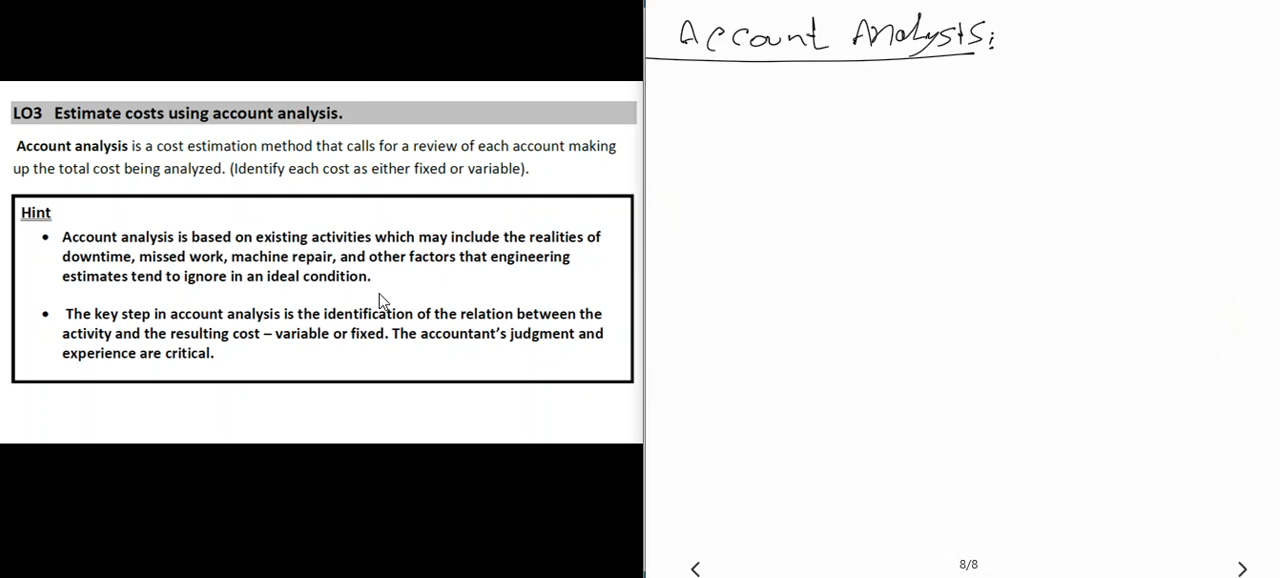 LO3 Estimate costs using account analysis.
Account analysis is a cost estimation method that calls for a review of each account making
up the total cost being analyzed. (Identify each cost as either fixed or variable).
Hint
• Account analysis is based on existing activities which may include the realities of
downtime, missed work, machine repair, and other factors that engineering
estimates tend to ignore in an ideal condition.
• The key step in account analysis is the identification of the relation between the
activity and the resulting cost – variable or fixed. The accountant's judgment and
experience are critical.
Account Analysis:
8/8